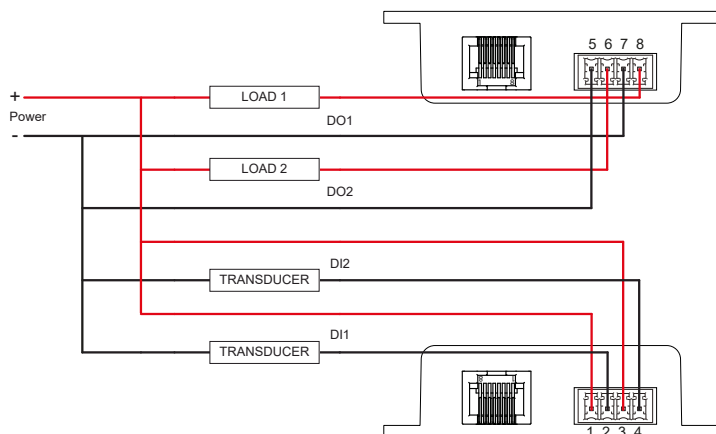 5 6 7 8
+
LOAD 1
Power
DO1
-
LOAD 2
DO2
DI2
TRANSDUCER
DI1
TRANSDUCER
1 2 3 4